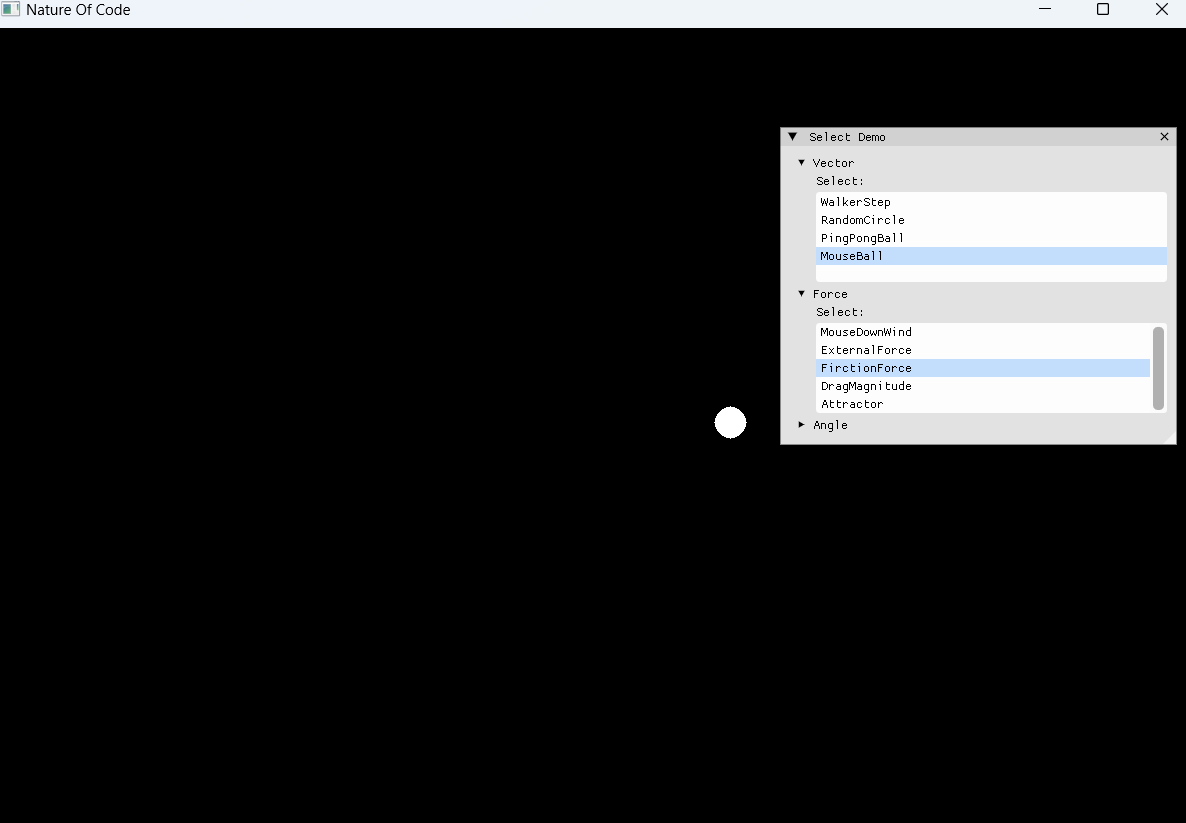 Nature Of Code
Select Demo
Vector
Select:
WalkerStep
RandomCircle
PingPongBall
MouseBall
Force
Select:
MouseDownWind
ExternalForce
FirctionForce
DragMagnitude
Attractor
Angle